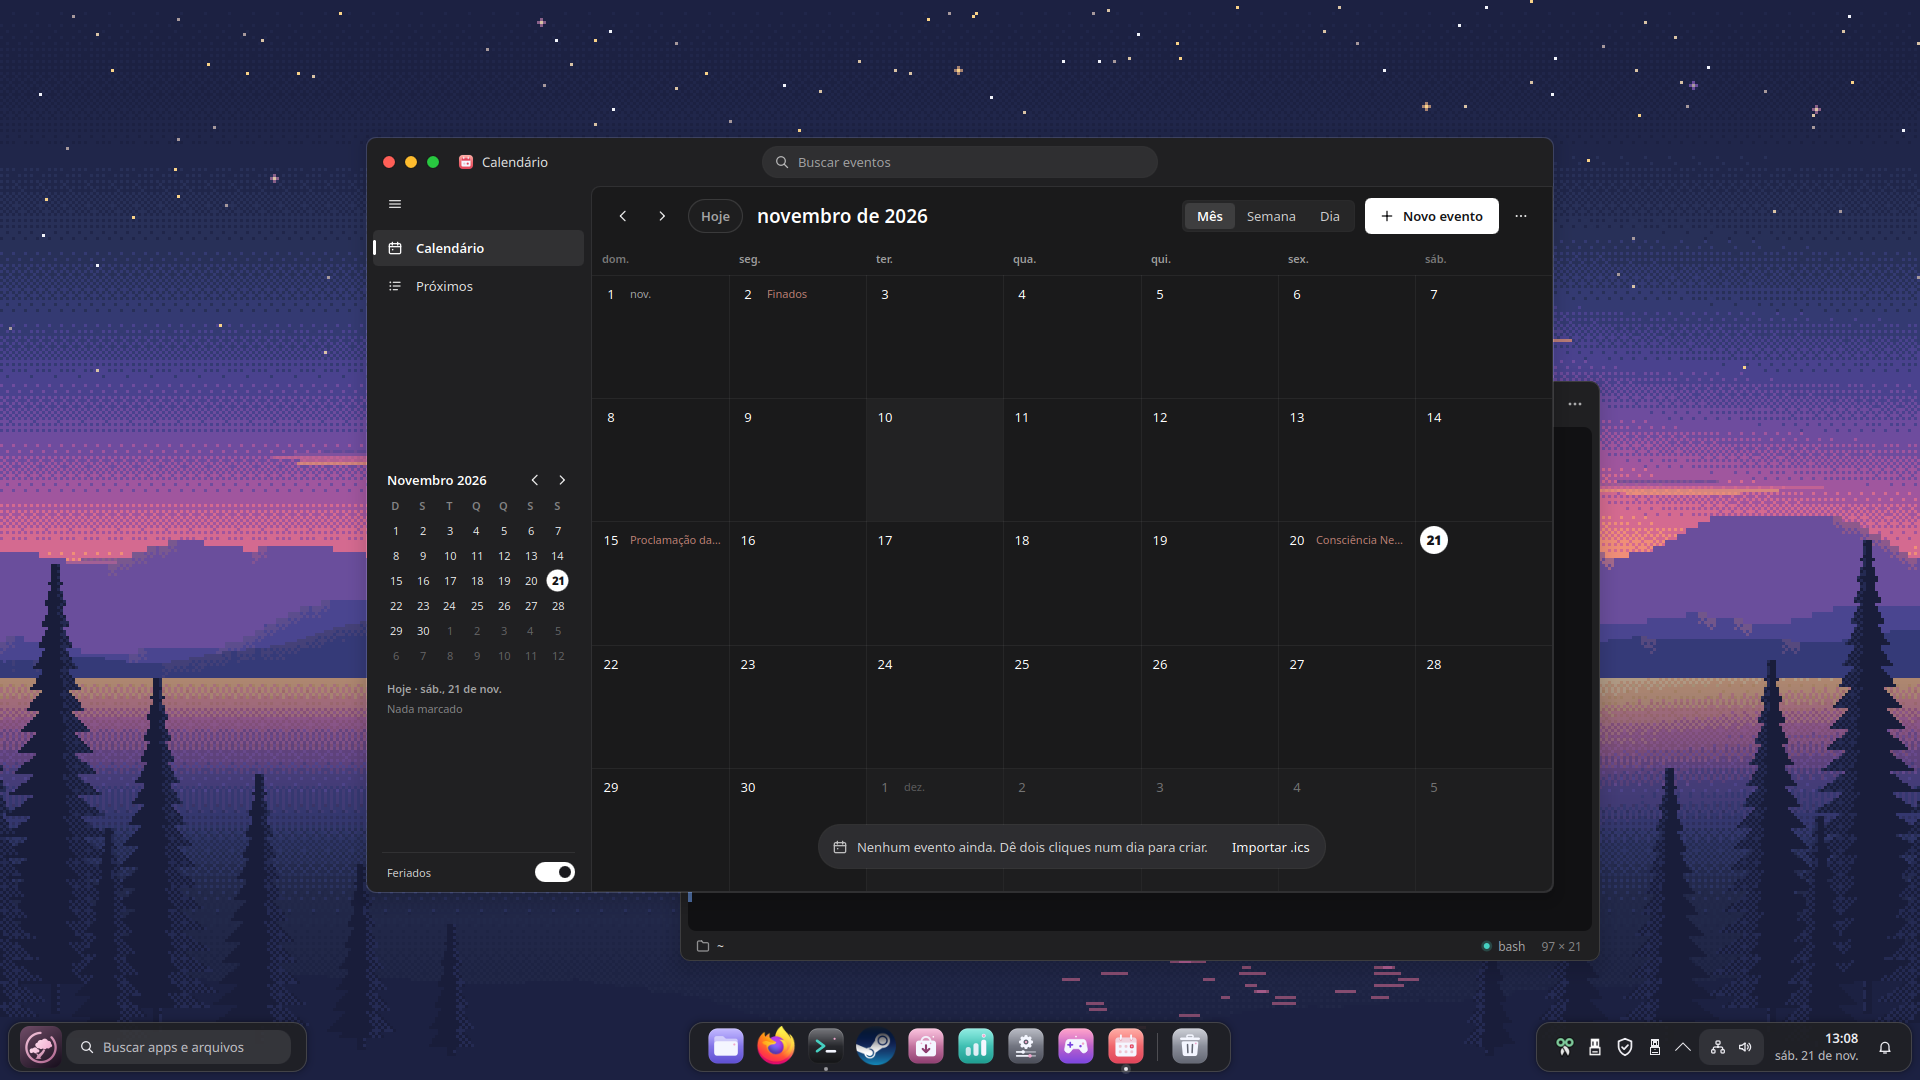 Calendário
Buscar eventos
Calendário
Próximos
Hoje
novembro de 2026
Mês
Semana
Dia
Novo evento
dom. seg. ter. qua. qui. sex. sáb.
1 nov. 2 Finados 3 4 5 6 7
8 9 10 11 12 13 14
15 Proclamação da... 16 17 18 19 20 Consciência Ne... 21
22 23 24 25 26 27 28
29 30 1 dez. 2 3 4 5
Nenhum evento ainda. Dê dois cliques num dia para criar. Importar .ics
Novembro 2026
D S T Q Q S S
1 2 3 4 5 6 7
8 9 10 11 12 13 14
15 16 17 18 19 20 21
22 23 24 25 26 27 28
29 30 1 2 3 4 5
6 7 8 9 10 11 12
Hoje · sáb., 21 de nov.
Nada marcado
Feriados
~
bash 97 × 21
Buscar apps e arquivos
13:08
sáb. 21 de nov.